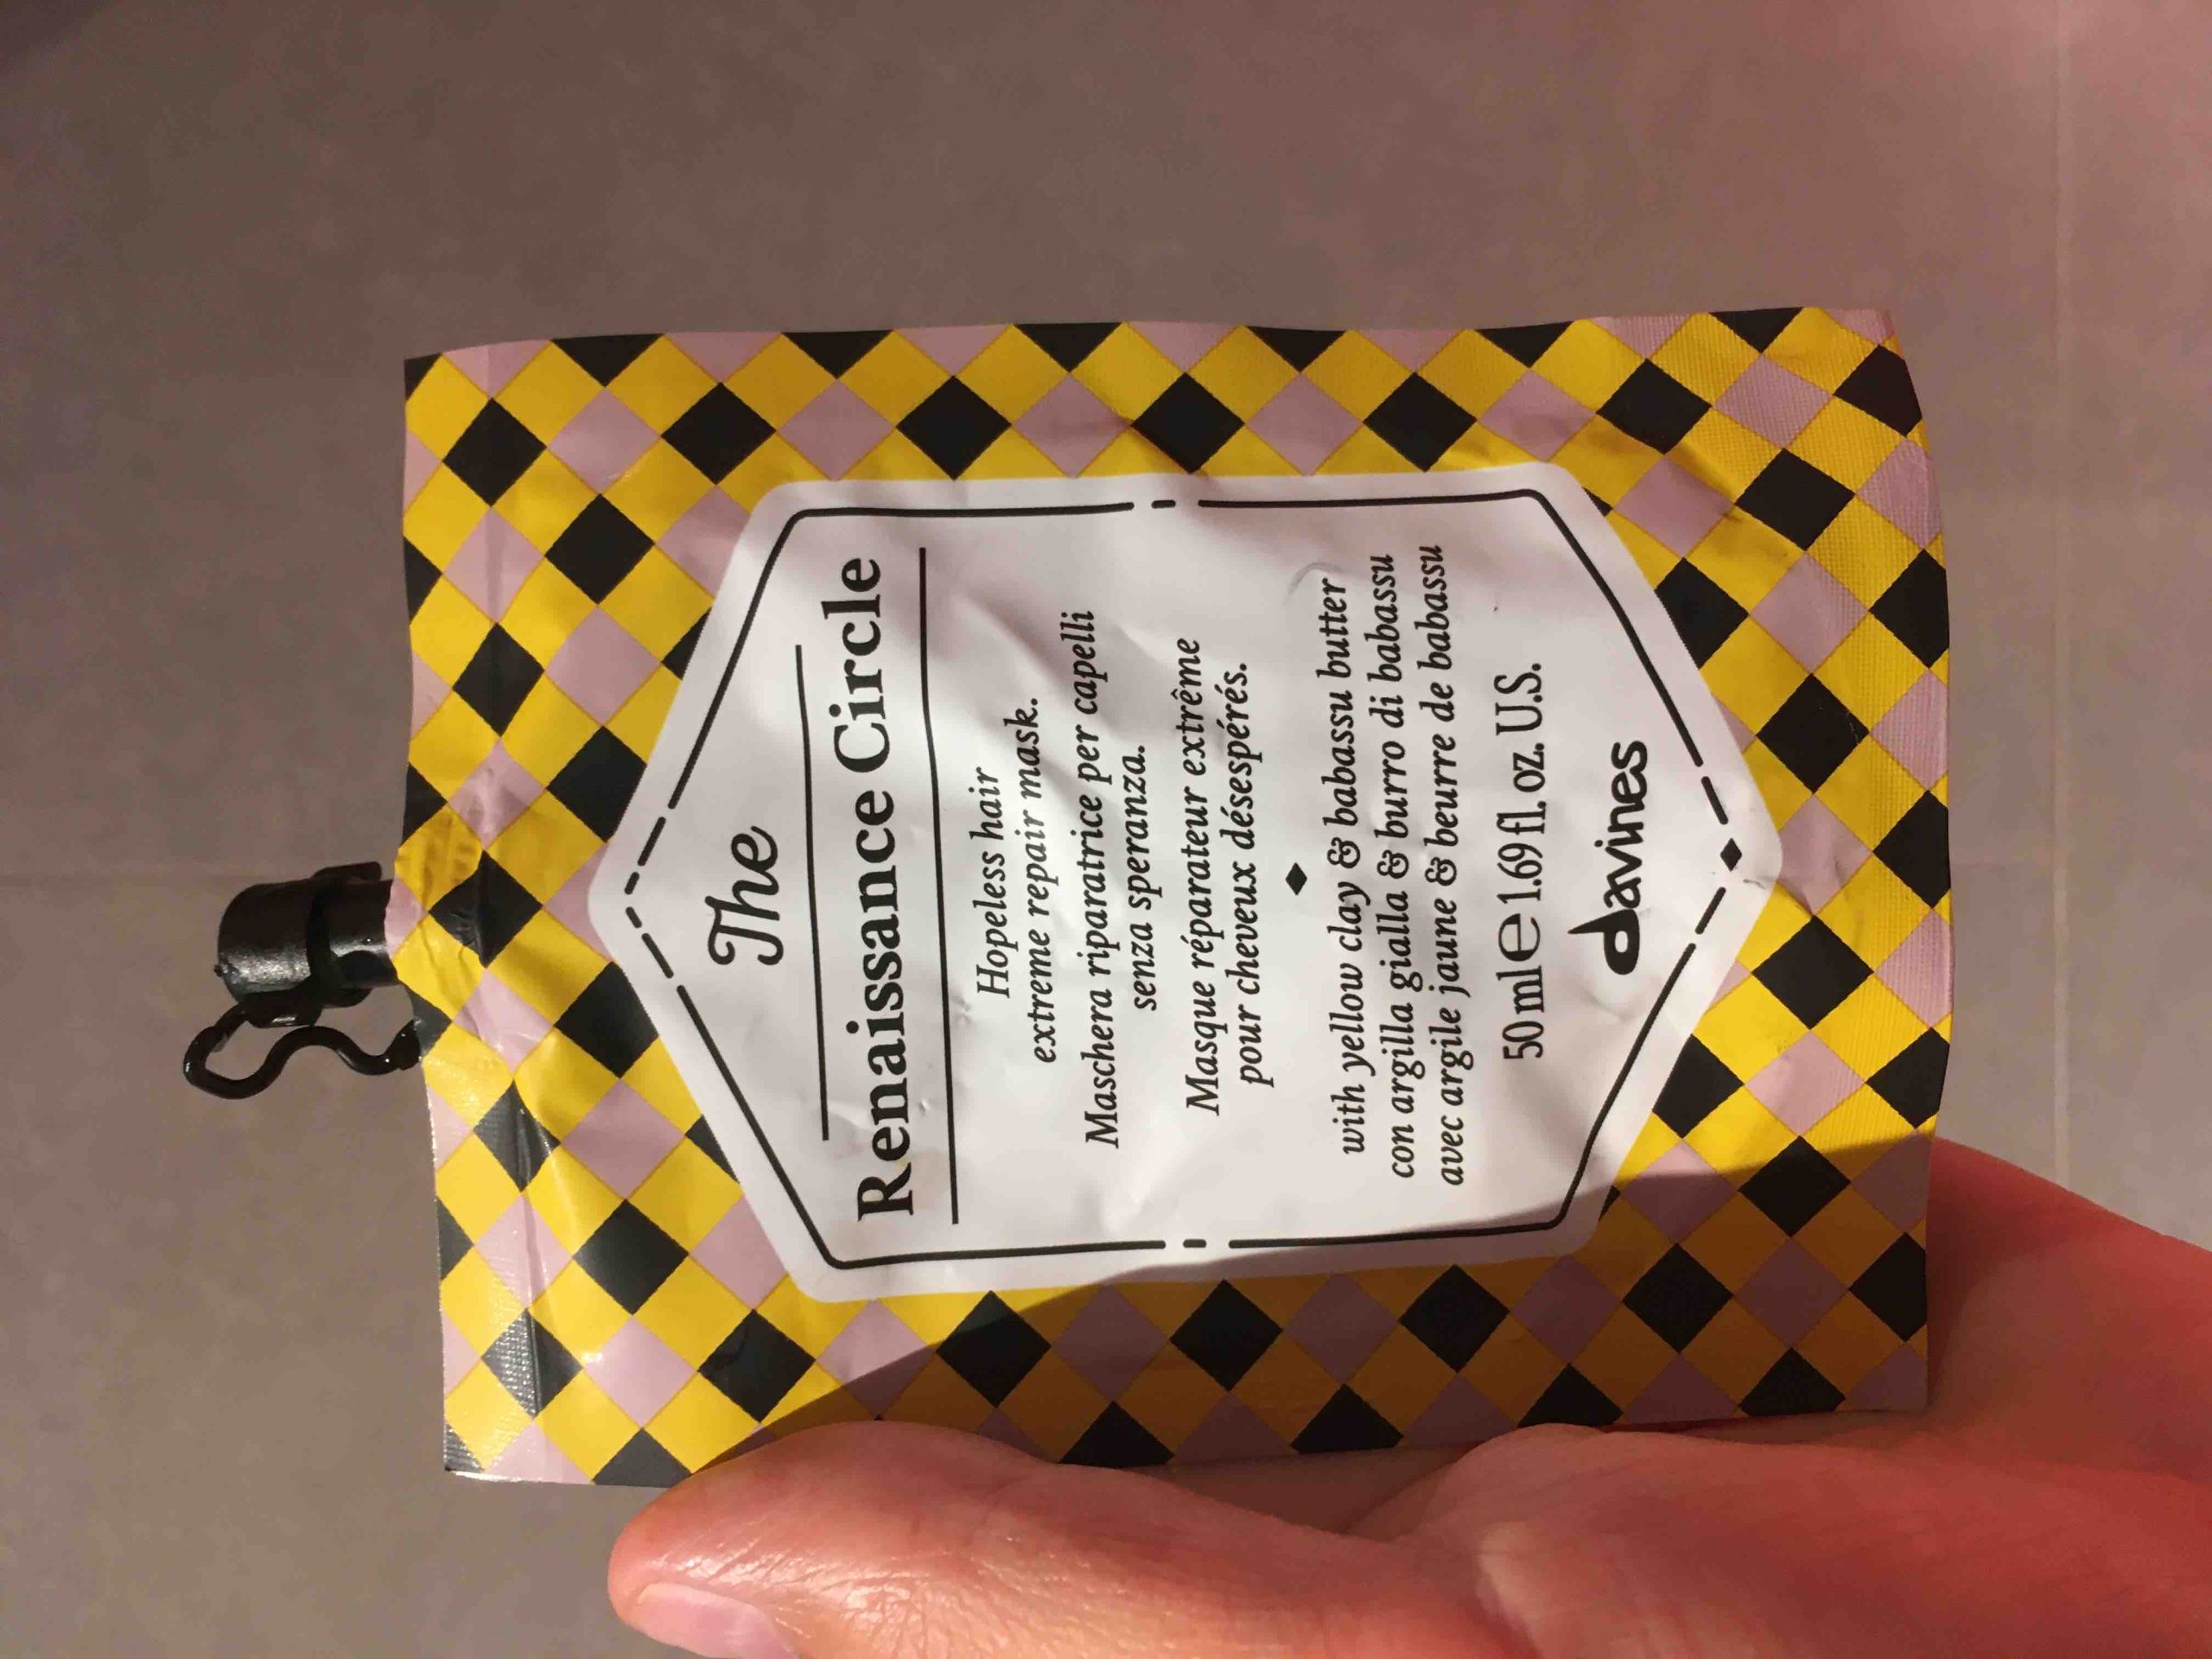 The
Renaissance Circle
Hopeless hair
extreme repair mask.
Maschera riparatrice per capelli
senza speranza.
Masque réparateur extrême
pour cheveux désespérés.
with yellow clay & babassu butter
con argilla gialla & burro di babassu
avec argile jaune & beurre de babassu
50 ml ℮ 1.69 fl. oz. U.S.
davines